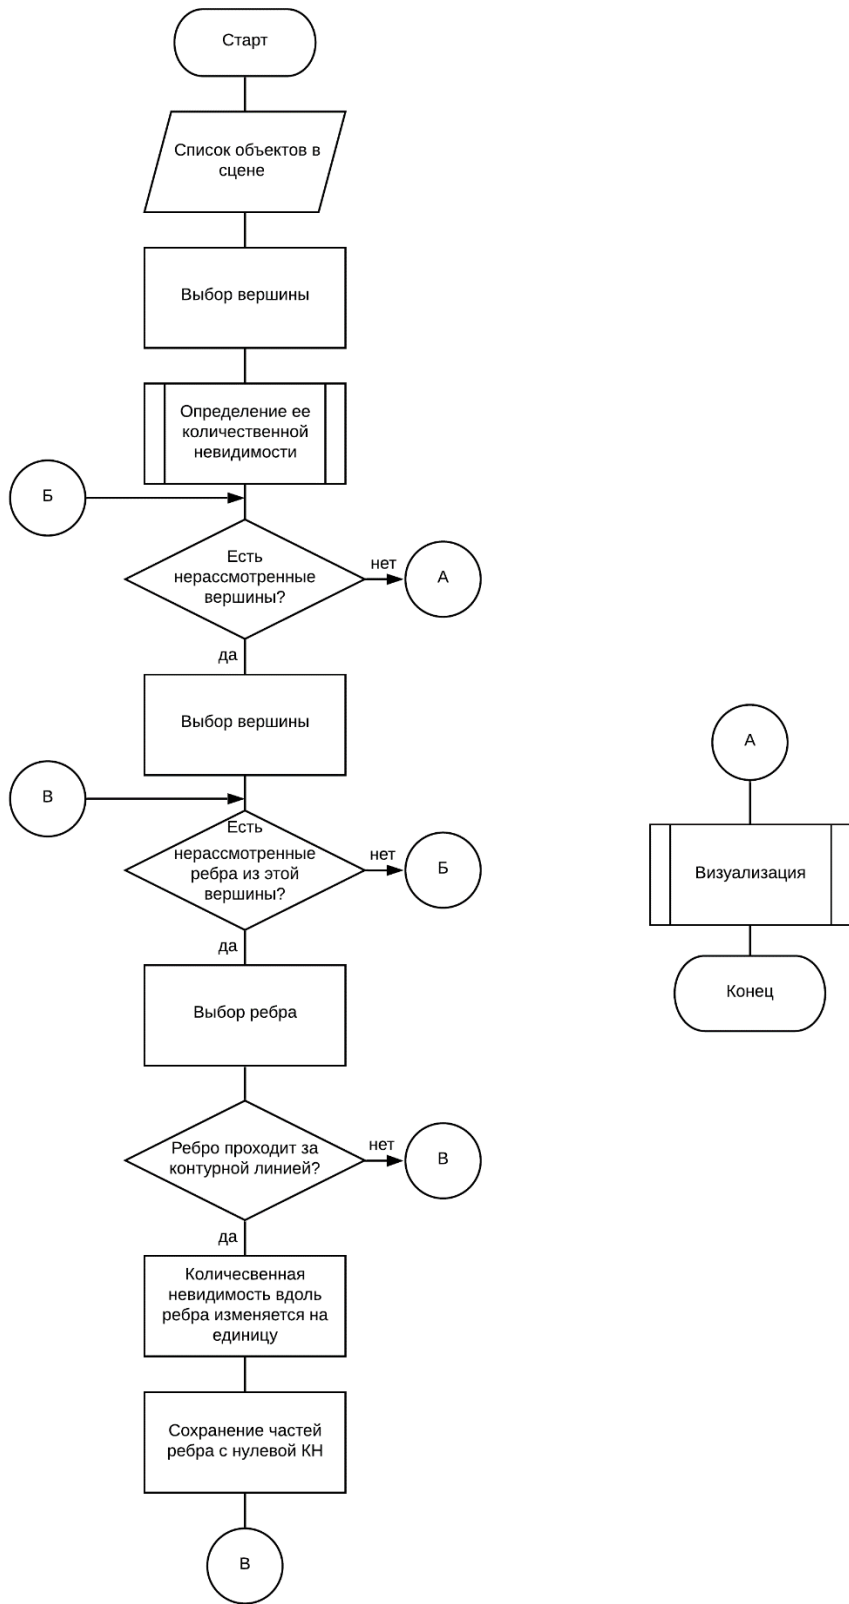 Старт
Список объектов в
сцене
Выбор вершины
Определение ее
количественной
невидимости
Б
Есть
нерассмотренные
вершины?
нет
А
да
Выбор вершины
В
Есть
нерассмотренные
ребра из этой
вершины?
нет
Б
да
Выбор ребра
Ребро проходит за
контурной линией?
нет
В
да
Количесвенная
невидимость вдоль
ребра изменяется на
единицу
Сохранение частей
ребра с нулевой КН
В
А
Визуализация
Конец